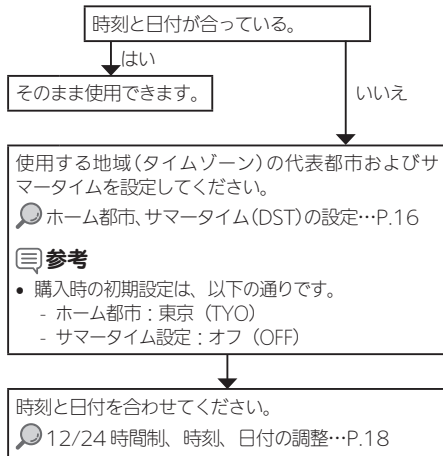 時刻と日付が合っている。
はい
いいえ
そのまま使用できます。
使用する地域(タイムゾーン)の代表都市およびサ
マータイムを設定してください。
ホーム都市、サマータイム(DST)の設定…P.16
参考
• 購入時の初期設定は、以下の通りです。
- ホーム都市:東京(TYO)
- サマータイム設定:オフ(OFF)
時刻と日付を合わせてください。
12/24 時間制、時刻、日付の調整…P.18